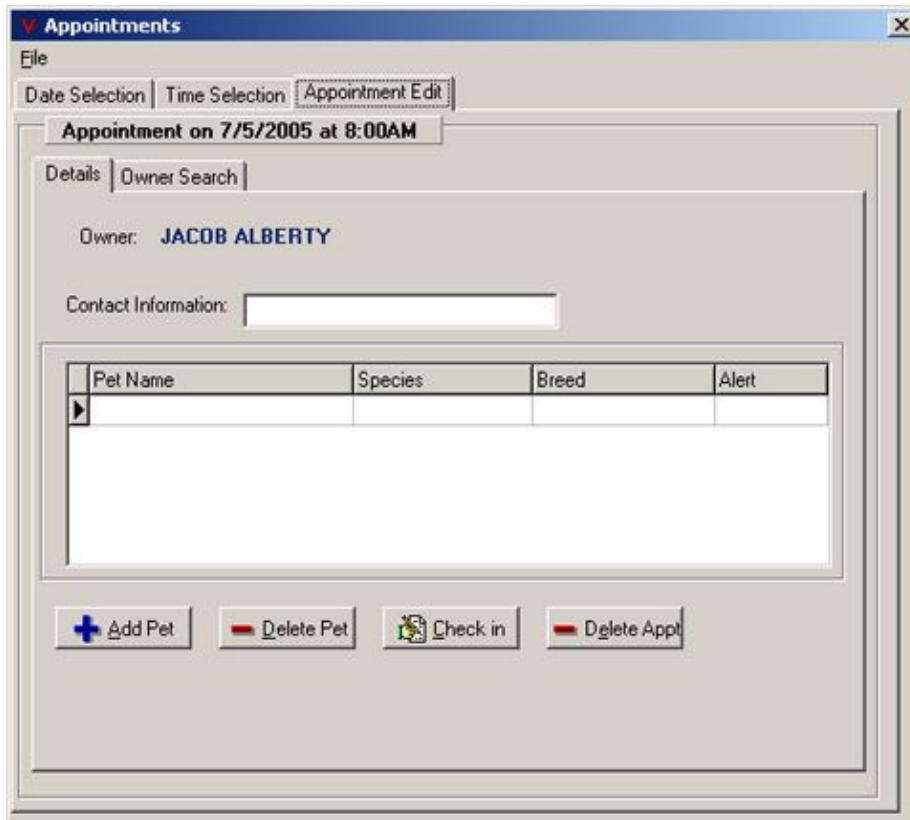 Appointments
File
Date Selection Time Selection Appointment Edit
Appointment on 7/5/2005 at 8:00AM
Details Owner Search
Owner: JACOB ALBERTY
Contact Information:
Pet Name Species Breed Alert
Add Pet Delete Pet Check in Delete Appt